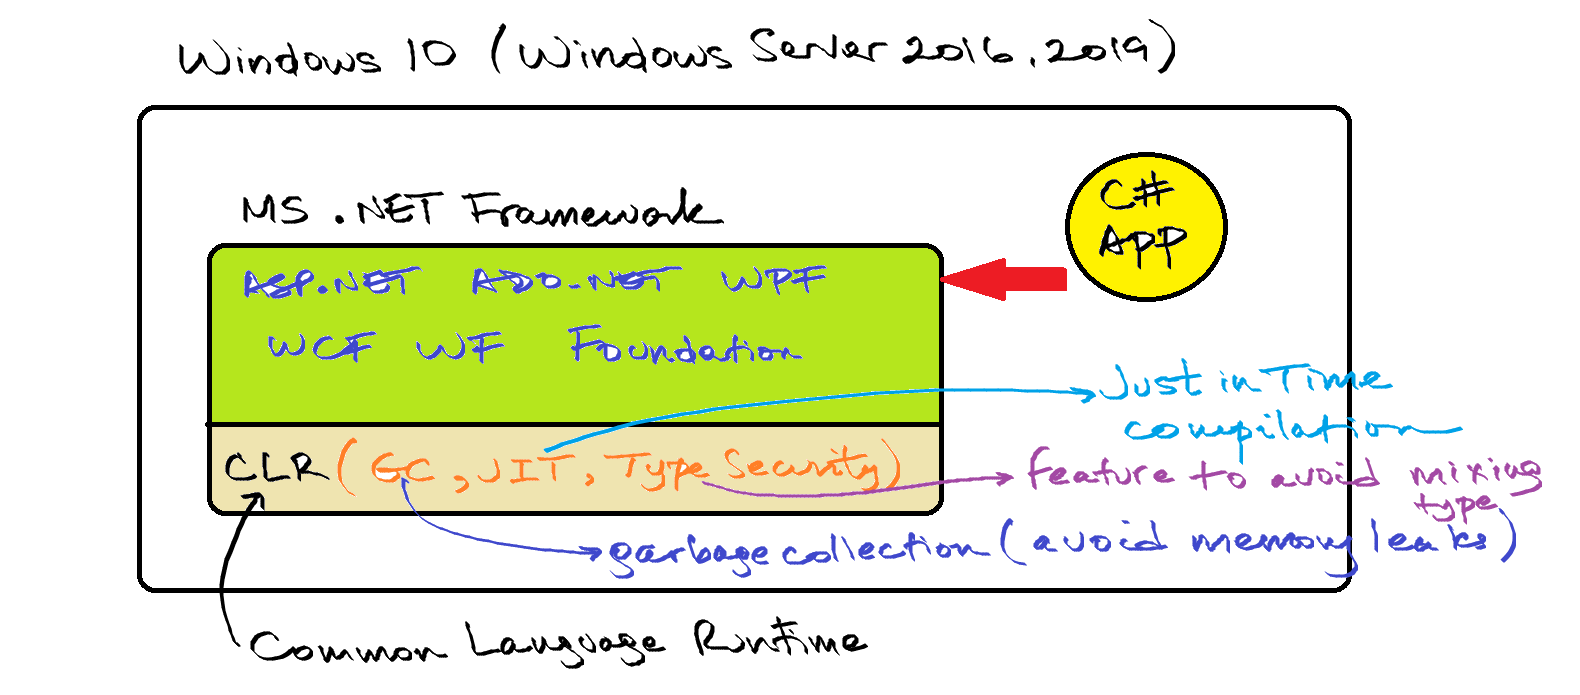 Windows 10 (Windows Server 2016, 2019)
MS .NET Framework
C#
APP
ASP.NET ADO.NET WPF
WCF WF Foundation
Just in Time
compilation
CLR (GC, JIT, Type Security)
feature to avoid mixing
type
garbage collection (avoid memory leaks)
Common Language Runtime